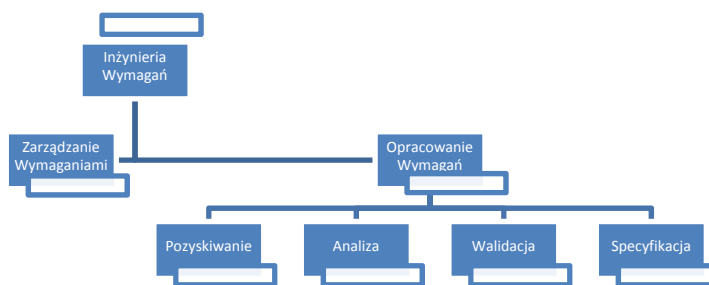 Inżynieria
Wymagań
Zarządzanie
Wymaganiami
Opracowanie
Wymagań
Pozyskiwanie
Analiza
Walidacja
Specyfikacja